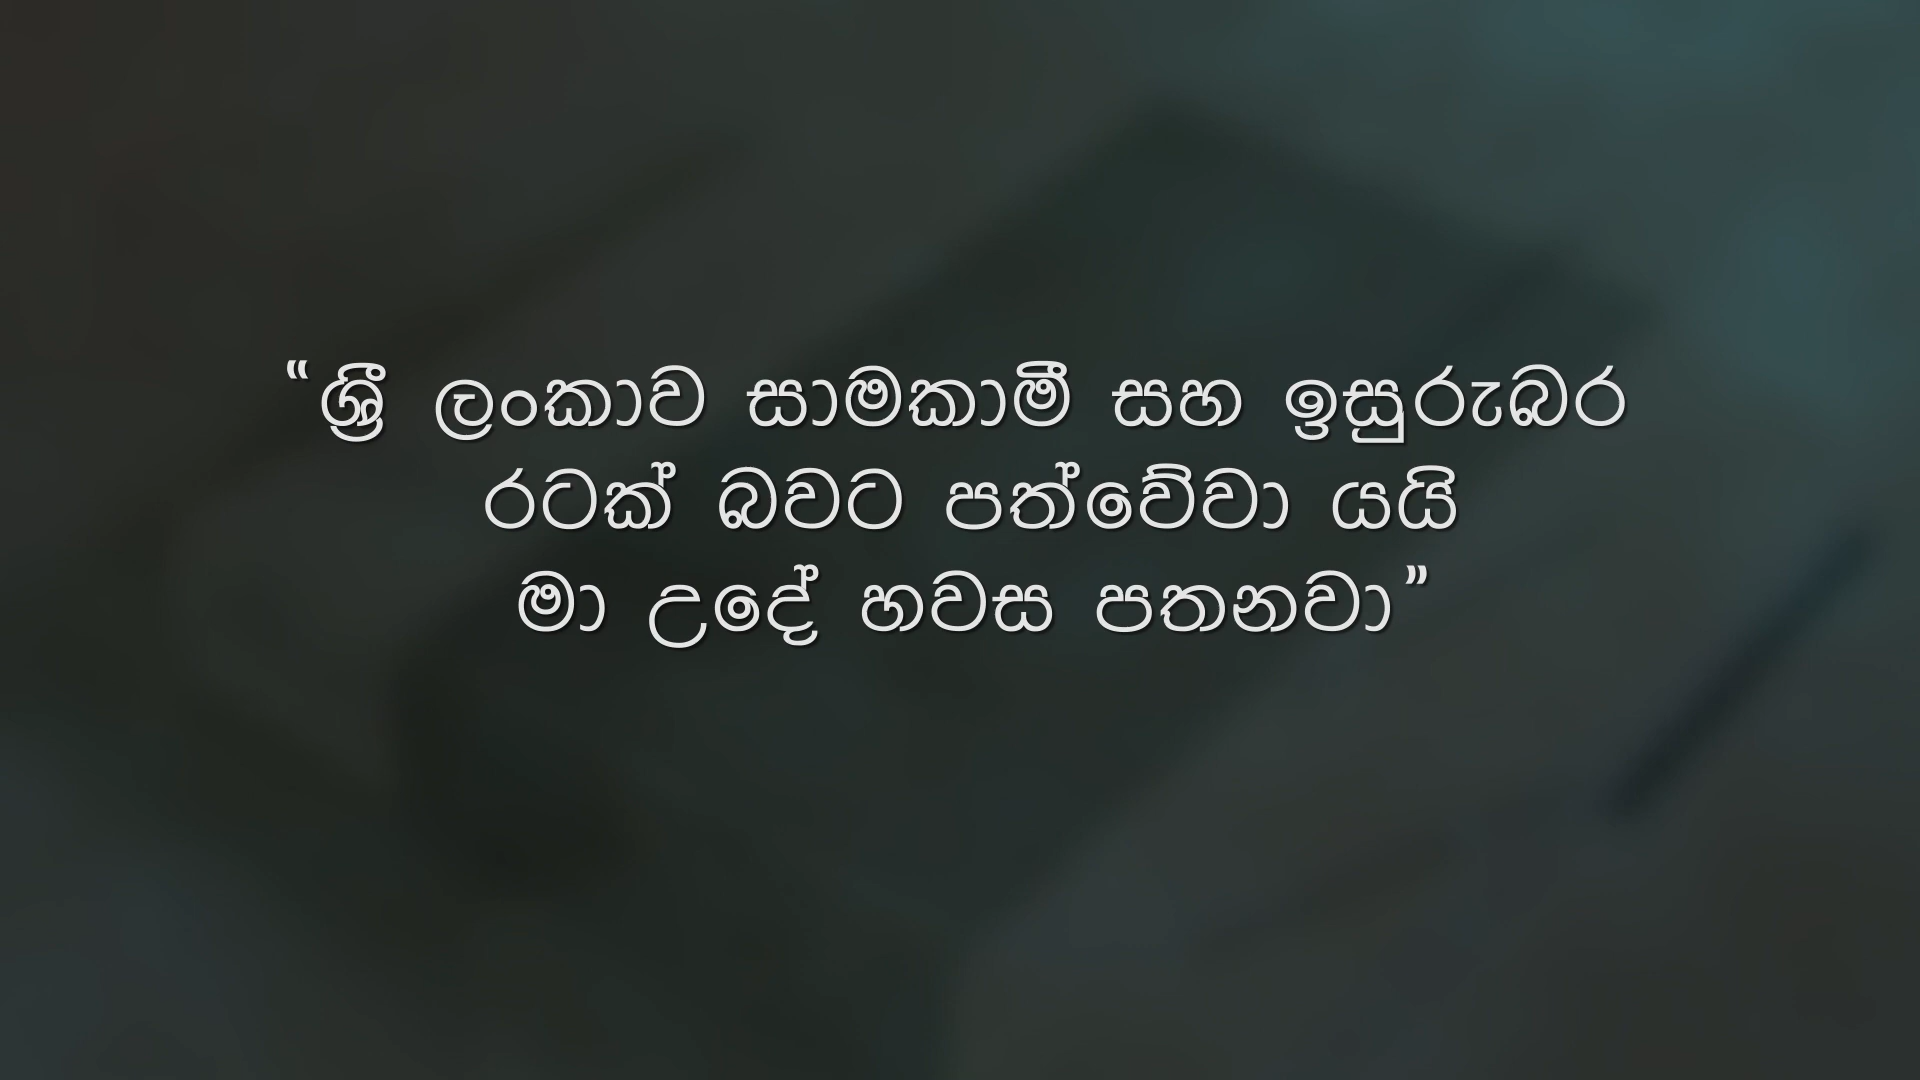 “ශ්‍රී ලංකාව සාමකාමී සහ ඉසුරුබර
රටක් බවට පත්වේවා යයි
මා උදේ හවස පතනවා”